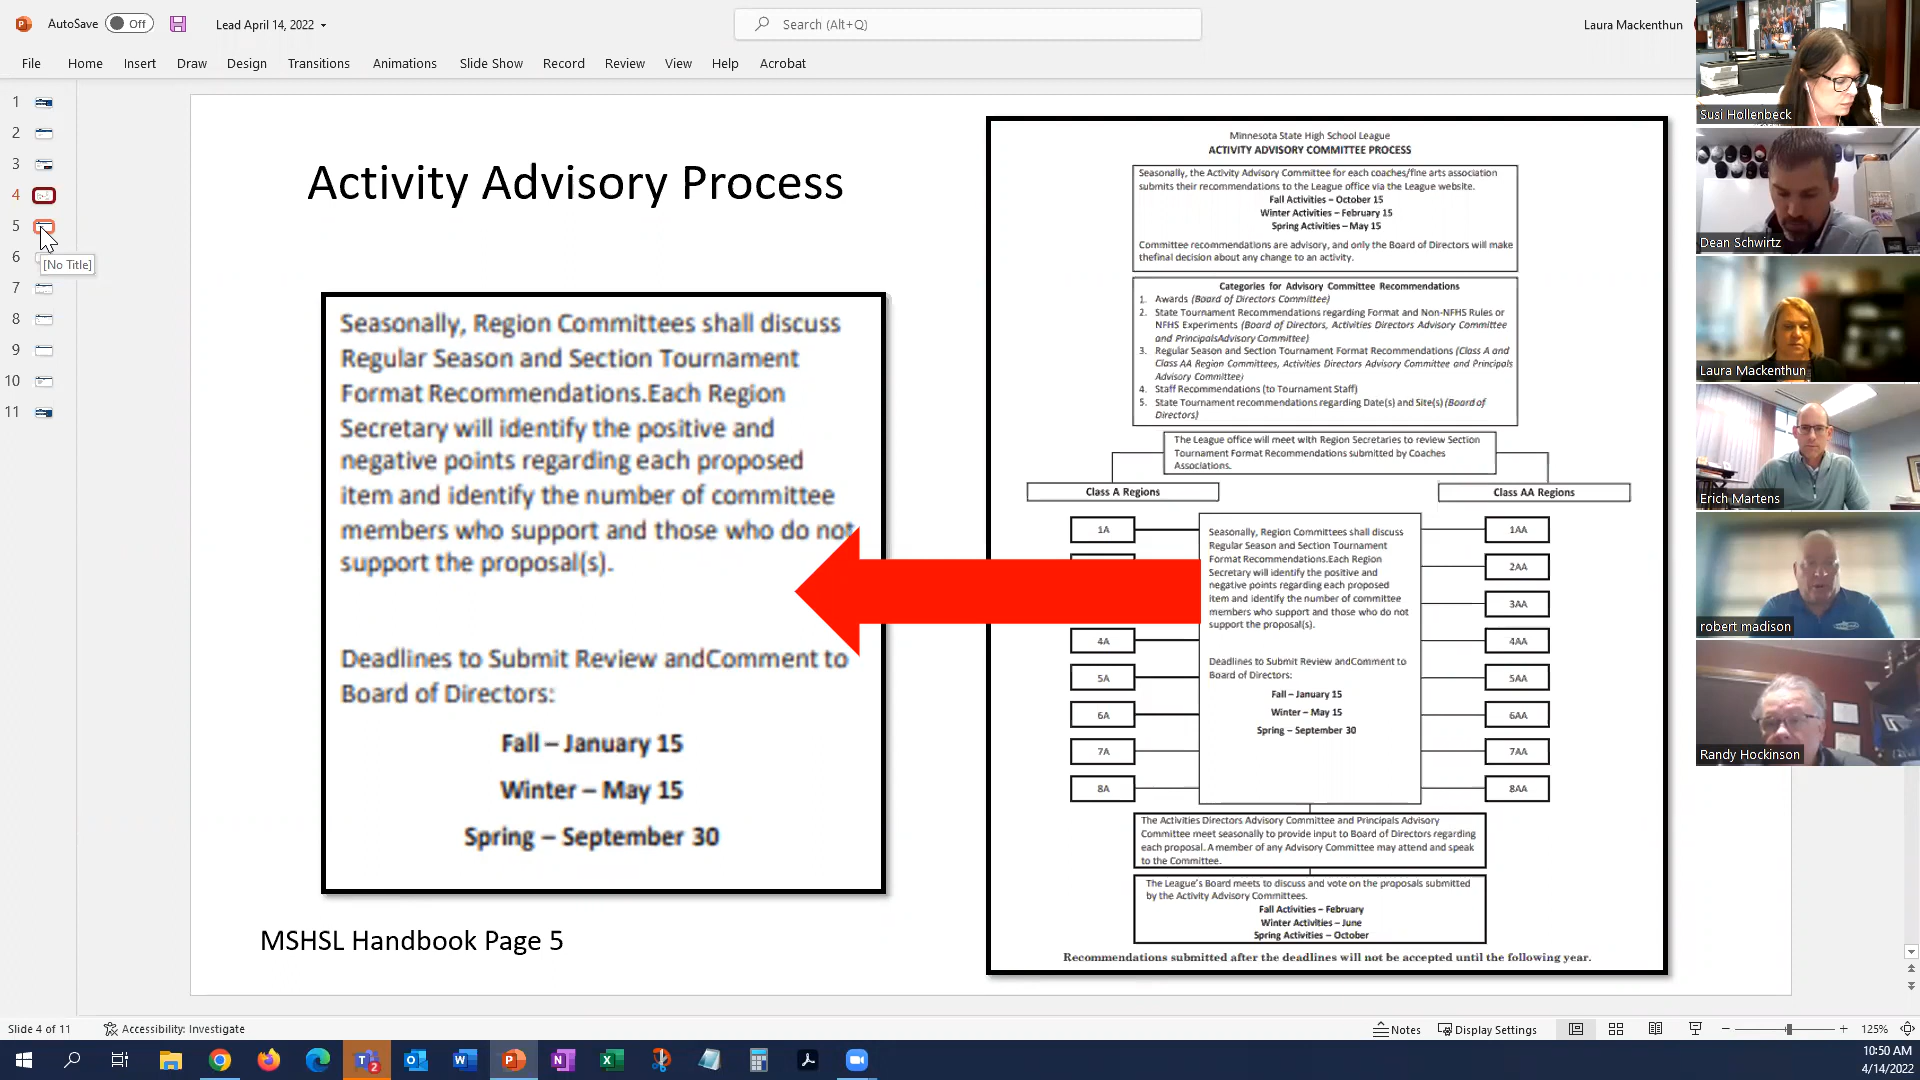 AutoSave Off
Lead April 14, 2022
Search (Alt+Q)
Laura Mackenthun
File Home Insert Draw Design Transitions Animations Slide Show Record Review View Help Acrobat
1
2
3
4
5
6
7
8
9
10
11
[No Title]
Activity Advisory Process
Seasonally, Region Committees shall discuss
Regular Season and Section Tournament
Format Recommendations.Each Region
Secretary will identify the positive and
negative points regarding each proposed
item and identify the number of committee
members who support and those who do not
support the proposal(s).
Deadlines to Submit Review andComment to
Board of Directors:
Fall – January 15
Winter – May 15
Spring – September 30
MSHSL Handbook Page 5
Minnesota State High School League
ACTIVITY ADVISORY COMMITTEE PROCESS
Seasonally, the Activity Advisory Committee for each coaches/fine arts association
submits their recommendations to the League office via the League website.
Fall Activities – October 15
Winter Activities – February 15
Spring Activities – May 15
Committee recommendations are advisory, and only the Board of Directors will make
thefinal decision about any change to an activity.
Categories for Advisory Committee Recommendations
1. Awards (Board of Directors Committee)
2. State Tournament Recommendations regarding Format and Non-NFHS Rules or
NFHS Experiments (Board of Directors, Activities Directors Advisory Committee
and PrincipalsAdvisory Committee)
3. Regular Season and Section Tournament Format Recommendations (Class A and
Class AA Region Committees, Activities Directors Advisory Committee and Principals
Advisory Committee)
4. Staff Recommendations (to Tournament Staff)
5. State Tournament recommendations regarding Date(s) and Site(s) (Board of
Directors)
The League office will meet with Region Secretaries to review Section
Tournament Format Recommendations submitted by Coaches
Associations.
Class A Regions
Class AA Regions
1A
4A
5A
6A
7A
8A
Seasonally, Region Committees shall discuss
Regular Season and Section Tournament
Format Recommendations.Each Region
Secretary will identify the positive and
negative points regarding each proposed
item and identify the number of committee
members who support and those who do not
support the proposal(s).
Deadlines to Submit Review andComment to
Board of Directors:
Fall – January 15
Winter – May 15
Spring – September 30
1AA
2AA
3AA
4AA
5AA
6AA
7AA
8AA
The Activities Directors Advisory Committee and Principals Advisory
Committee meet seasonally to provide input to Board of Directors regarding
each proposal. A member of any Advisory Committee may attend and speak
to the Committee.
The League's Board meets to discuss and vote on the proposals submitted
by the Activity Advisory Committees.
Fall Activities – February
Winter Activities – June
Spring Activities – October
Recommendations submitted after the deadlines will not be accepted until the following year.
Susi Hollenbeck
Dean Schwirtz
Laura Mackenthun
Erich Martens
robert madison
Randy Hockinson
Slide 4 of 11
Accessibility: Investigate
Notes
Display Settings
125%
10:50 AM
4/14/2022